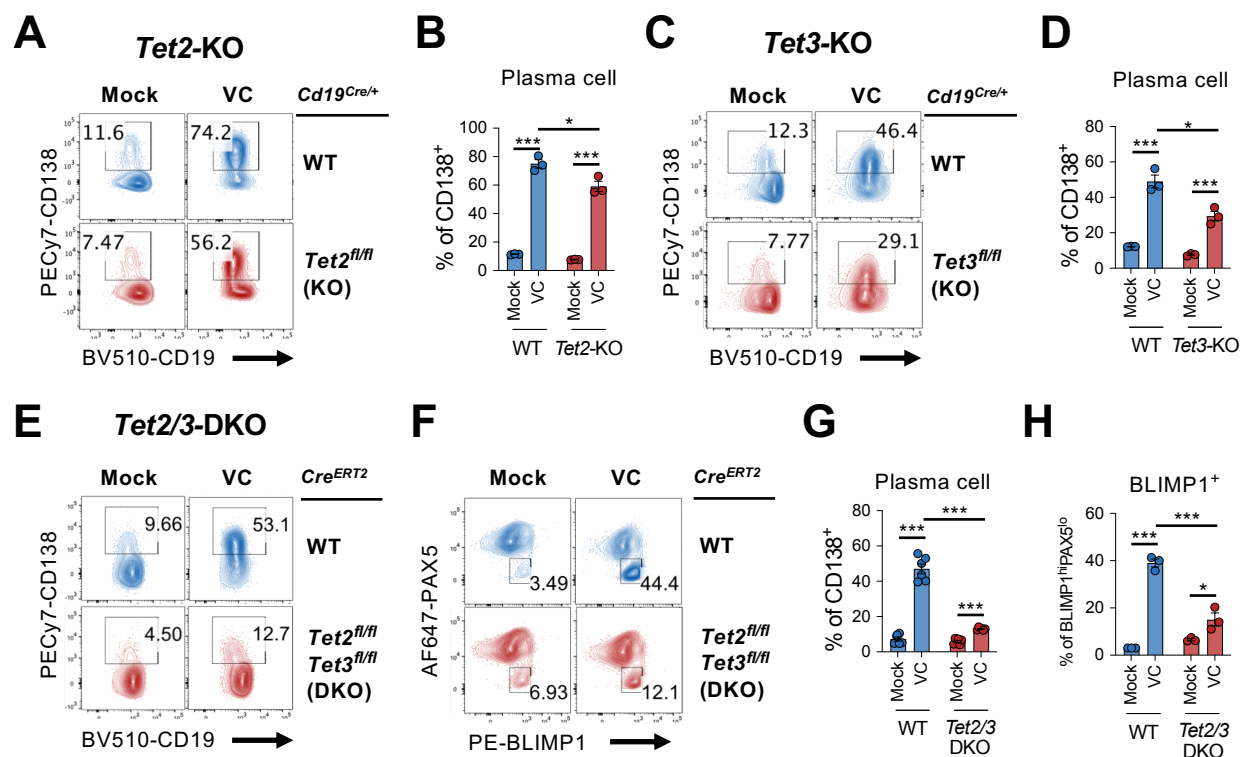 A
Tet2-KO
Mock VC Cd19Cre/+
11.6 74.2
WT
7.47 56.2
Tet2fl/fl
(KO)
PECy7-CD138
BV510-CD19
B
Plasma cell
% of CD138+
100
80
60
40
20
0
***
***
*
Mock VC Mock VC
WT Tet2-KO
C
Tet3-KO
Mock VC Cd19Cre/+
12.3 46.4
WT
7.77 29.1
Tet3fl/fl
(KO)
PECy7-CD138
BV510-CD19
D
Plasma cell
% of CD138+
80
60
40
20
0
***
***
*
Mock VC Mock VC
WT Tet3-KO
E
Tet2/3-DKO
Mock VC CreERT2
9.66 53.1
WT
4.50 12.7
Tet2fl/fl
Tet3fl/fl
(DKO)
PECy7-CD138
BV510-CD19
F
Mock VC CreERT2
3.49 44.4
WT
6.93 12.1
Tet2fl/fl
Tet3fl/fl
(DKO)
AF647-PAX5
PE-BLIMP1
G
Plasma cell
% of CD138+
80
60
40
20
0
***
***
***
Mock VC Mock VC
WT Tet2/3
DKO
H
BLIMP1+
% of BLIMP1hiPAX5lo
60
40
20
0
***
***
*
Mock VC Mock VC
WT Tet2/3
DKO